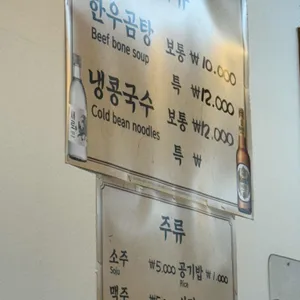 한우곰탕 보통 ₩10.000
Beef bone soup
특 ₩12.000
냉콩국수 보통 ₩12.000
Cold bean noodles
특 ₩
주류
소주 ₩5.000 공기밥 ₩1.000
Soju Rice
맥주